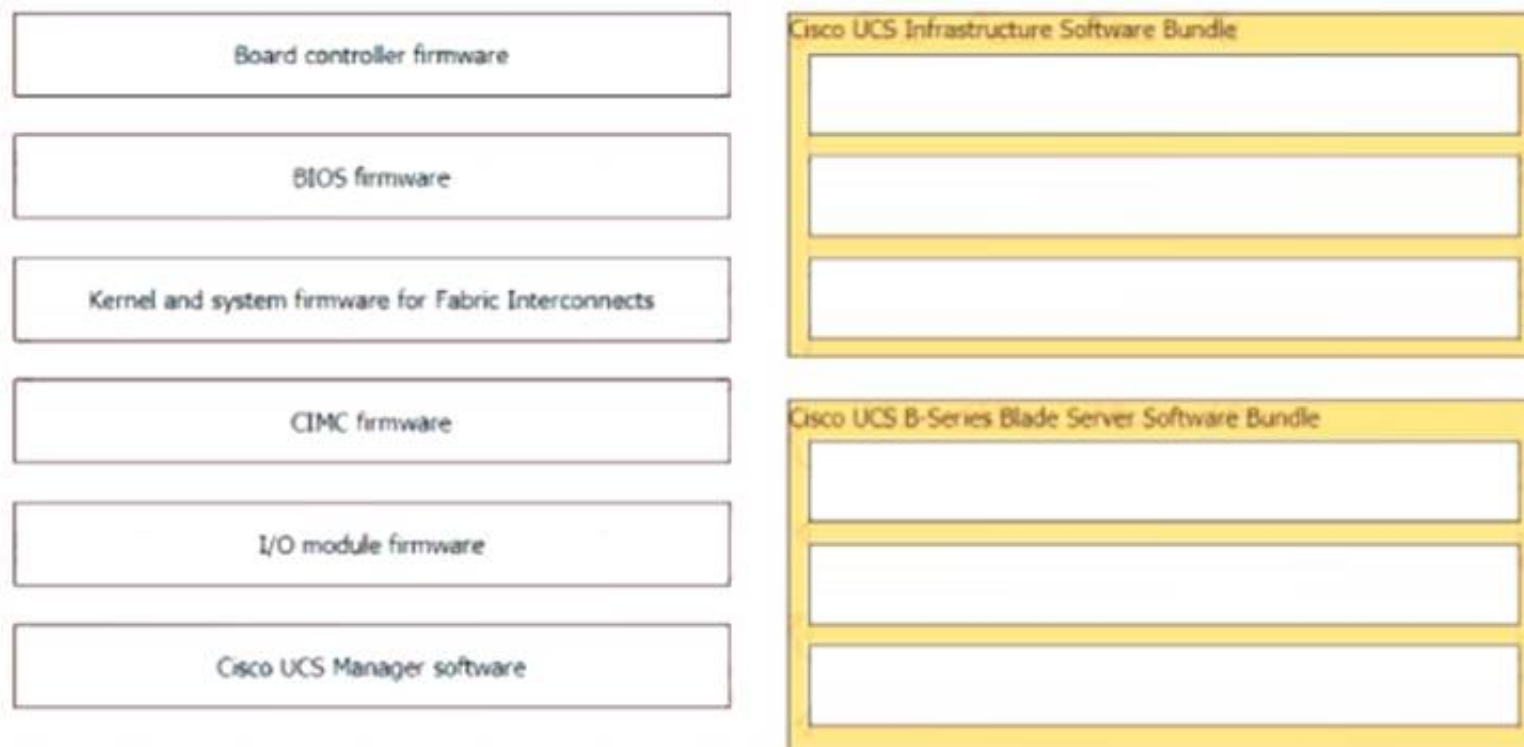 Board controller firmware
BIOS firmware
Kernel and system firmware for Fabric Interconnects
CIMC firmware
I/O module firmware
Cisco UCS Manager software
Cisco UCS Infrastructure Software Bundle
Cisco UCS B-Series Blade Server Software Bundle